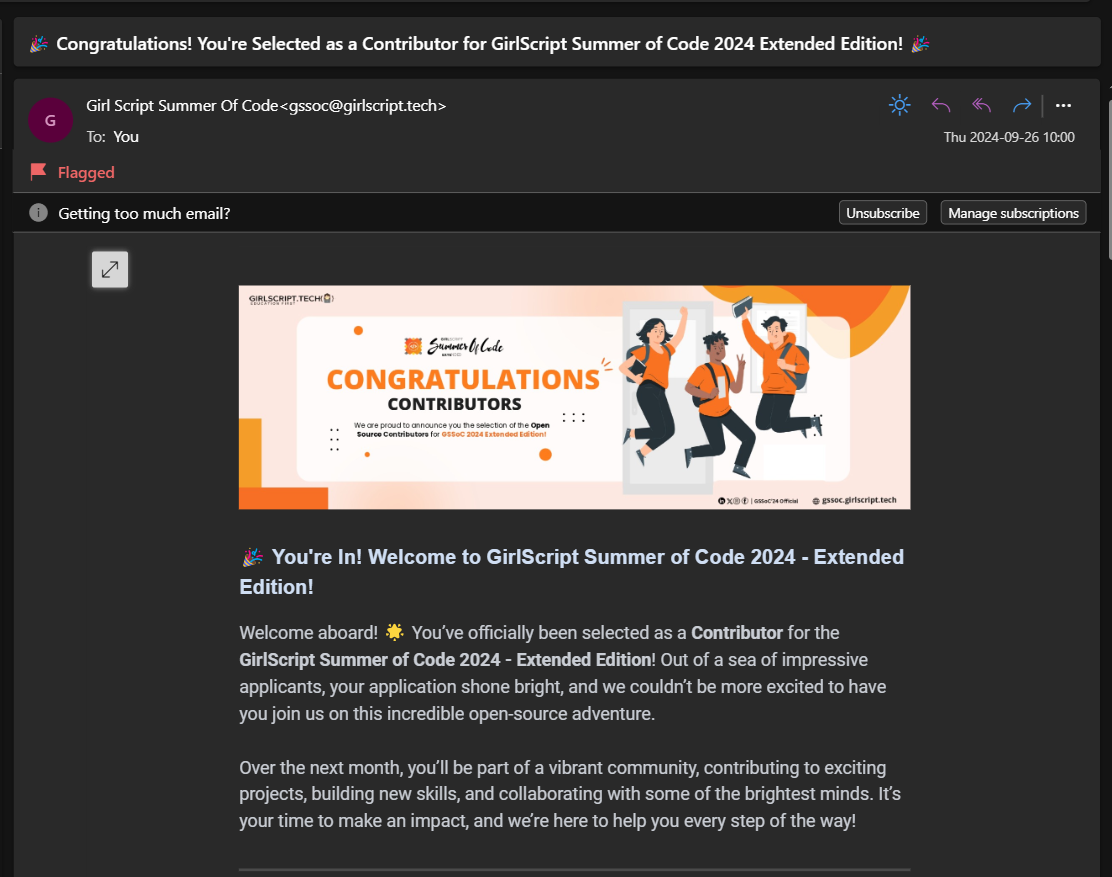 🎉 Congratulations! You're Selected as a Contributor for GirlScript Summer of Code 2024 Extended Edition! 🎉
G
Girl Script Summer Of Code<gssoc@girlscript.tech>
To: You
Thu 2024-09-26 10:00
Flagged
Getting too much email?
Unsubscribe
Manage subscriptions
GIRLSCRIPT.TECH
EDUCATION FIRST
Summer Of Code
CONGRATULATIONS
CONTRIBUTORS
We are proud to announce you the selection of the Open
Source Contributors for GSSoC 2024 Extended Edition!
| GSSoC'24 Official
gssoc.girlscript.tech
🎉 You're In! Welcome to GirlScript Summer of Code 2024 - Extended
Edition!
Welcome aboard! 🌟 You’ve officially been selected as a Contributor for the
GirlScript Summer of Code 2024 - Extended Edition! Out of a sea of impressive
applicants, your application shone bright, and we couldn’t be more excited to have
you join us on this incredible open-source adventure.
Over the next month, you’ll be part of a vibrant community, contributing to exciting
projects, building new skills, and collaborating with some of the brightest minds. It’s
your time to make an impact, and we’re here to help you every step of the way!